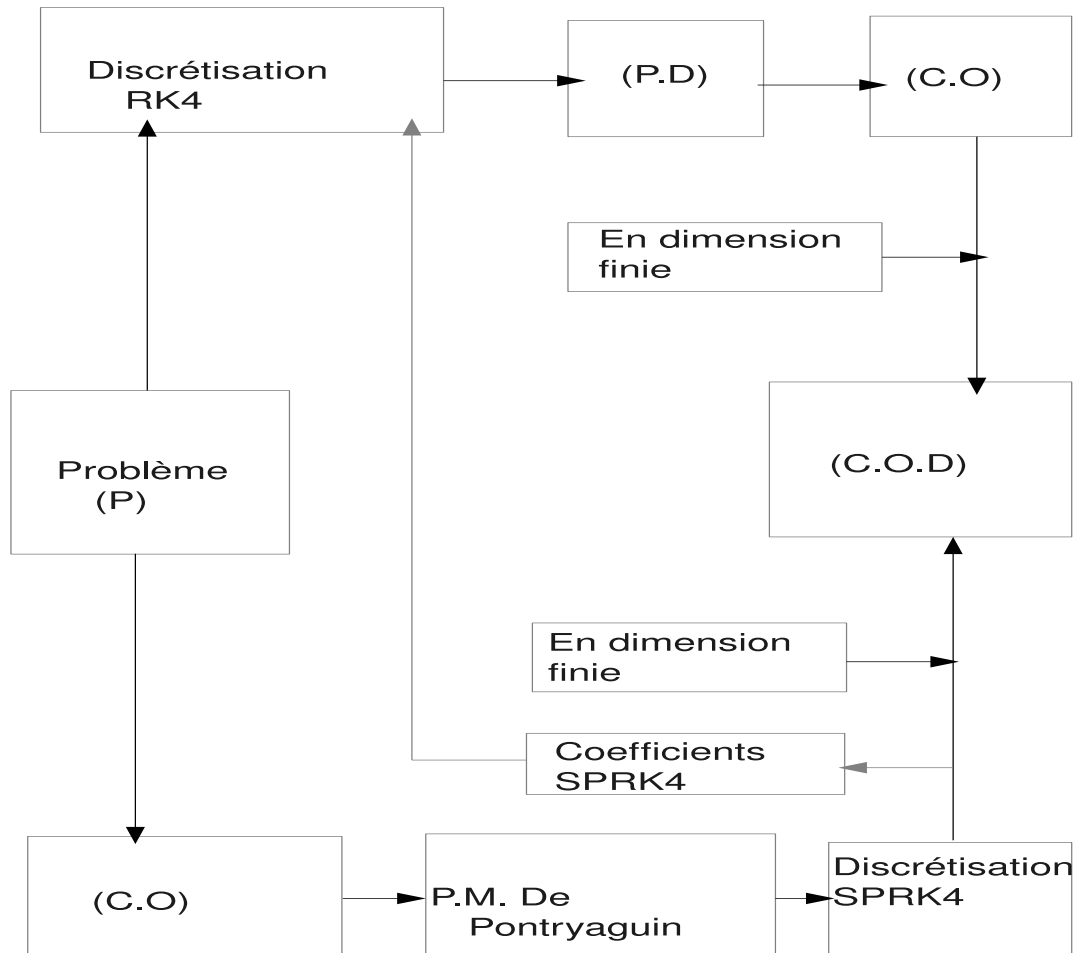 Discrétisation
RK4
(P.D)
(C.O)
En dimension
finie
Problème
(P)
(C.O.D)
En dimension
finie
Coefficients
SPRK4
(C.O)
P.M. De
Pontryaguin
Discrétisation
SPRK4